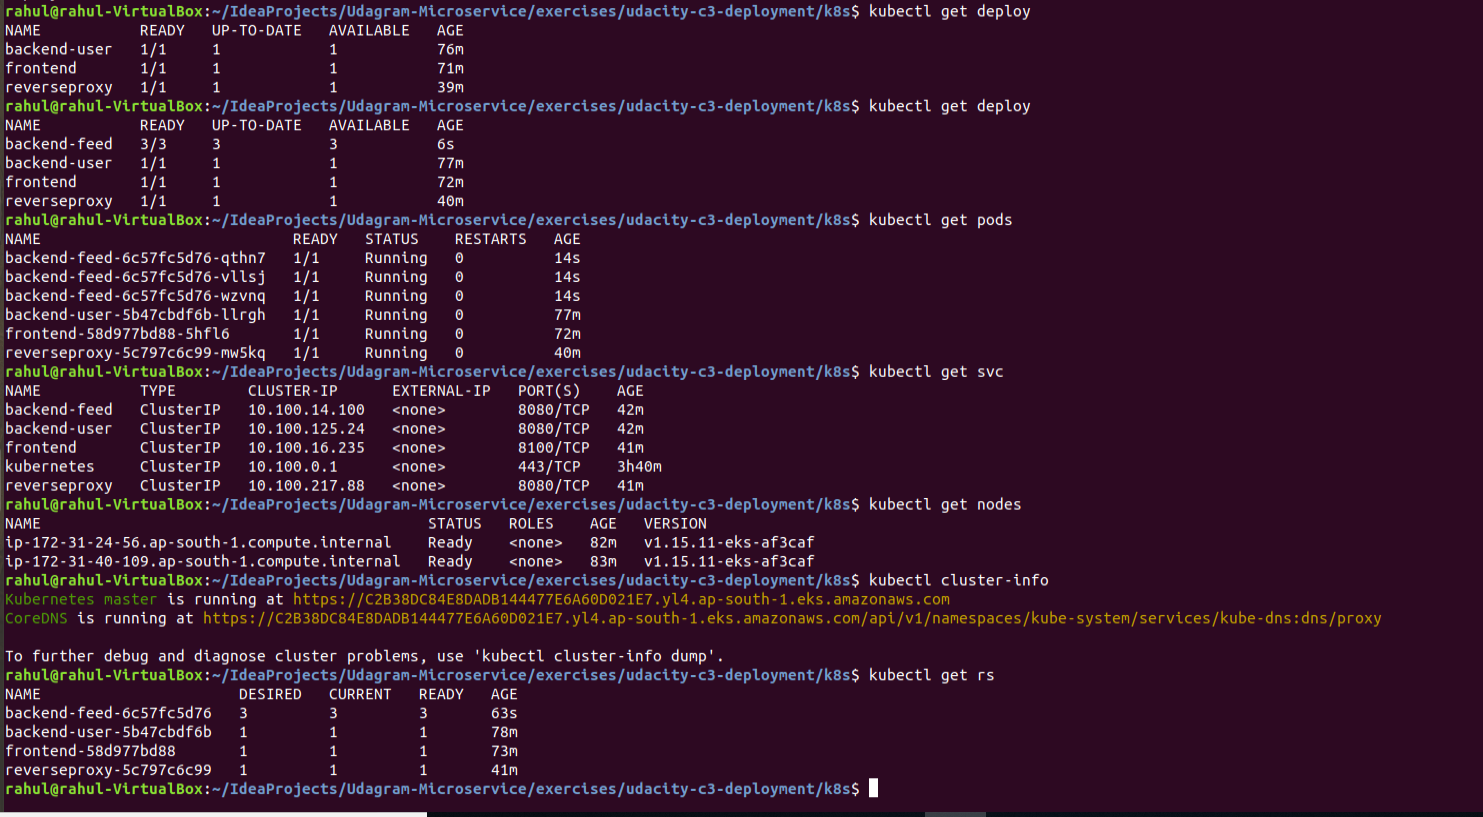 rahul@rahul-VirtualBox:~/IdeaProjects/Udagram-Microservice/exercises/udacity-c3-deployment/k8s$ kubectl get deploy
NAME           READY   UP-TO-DATE   AVAILABLE   AGE
backend-user   1/1     1            1           76m
frontend       1/1     1            1           71m
reverseproxy   1/1     1            1           39m
rahul@rahul-VirtualBox:~/IdeaProjects/Udagram-Microservice/exercises/udacity-c3-deployment/k8s$ kubectl get deploy
NAME           READY   UP-TO-DATE   AVAILABLE   AGE
backend-feed   3/3     3            3           6s
backend-user   1/1     1            1           77m
frontend       1/1     1            1           72m
reverseproxy   1/1     1            1           40m
rahul@rahul-VirtualBox:~/IdeaProjects/Udagram-Microservice/exercises/udacity-c3-deployment/k8s$ kubectl get pods
NAME                            READY   STATUS    RESTARTS   AGE
backend-feed-6c57fc5d76-qthn7   1/1     Running   0          14s
backend-feed-6c57fc5d76-vllsj   1/1     Running   0          14s
backend-feed-6c57fc5d76-wzvnq   1/1     Running   0          14s
backend-user-5b47cbdf6b-llrgh   1/1     Running   0          77m
frontend-58d977bd88-5hfl6       1/1     Running   0          72m
reverseproxy-5c797c6c99-mw5kq   1/1     Running   0          40m
rahul@rahul-VirtualBox:~/IdeaProjects/Udagram-Microservice/exercises/udacity-c3-deployment/k8s$ kubectl get svc
NAME           TYPE        CLUSTER-IP      EXTERNAL-IP   PORT(S)    AGE
backend-feed   ClusterIP   10.100.14.100   <none>        8080/TCP   42m
backend-user   ClusterIP   10.100.125.24   <none>        8080/TCP   42m
frontend       ClusterIP   10.100.16.235   <none>        8100/TCP   41m
kubernetes     ClusterIP   10.100.0.1      <none>        443/TCP    3h40m
reverseproxy   ClusterIP   10.100.217.88   <none>        8080/TCP   41m
rahul@rahul-VirtualBox:~/IdeaProjects/Udagram-Microservice/exercises/udacity-c3-deployment/k8s$ kubectl get nodes
NAME                                           STATUS   ROLES    AGE   VERSION
ip-172-31-24-56.ap-south-1.compute.internal    Ready    <none>   82m   v1.15.11-eks-af3caf
ip-172-31-40-109.ap-south-1.compute.internal   Ready    <none>   83m   v1.15.11-eks-af3caf
rahul@rahul-VirtualBox:~/IdeaProjects/Udagram-Microservice/exercises/udacity-c3-deployment/k8s$ kubectl cluster-info
Kubernetes master is running at https://C2B38DC84E8DADB144477E6A60D021E7.yl4.ap-south-1.eks.amazonaws.com
CoreDNS is running at https://C2B38DC84E8DADB144477E6A60D021E7.yl4.ap-south-1.eks.amazonaws.com/api/v1/namespaces/kube-system/services/kube-dns:dns/proxy

To further debug and diagnose cluster problems, use 'kubectl cluster-info dump'.
rahul@rahul-VirtualBox:~/IdeaProjects/Udagram-Microservice/exercises/udacity-c3-deployment/k8s$ kubectl get rs
NAME                      DESIRED   CURRENT   READY   AGE
backend-feed-6c57fc5d76   3         3         3       63s
backend-user-5b47cbdf6b   1         1         1       78m
frontend-58d977bd88       1         1         1       73m
reverseproxy-5c797c6c99   1         1         1       41m
rahul@rahul-VirtualBox:~/IdeaProjects/Udagram-Microservice/exercises/udacity-c3-deployment/k8s$